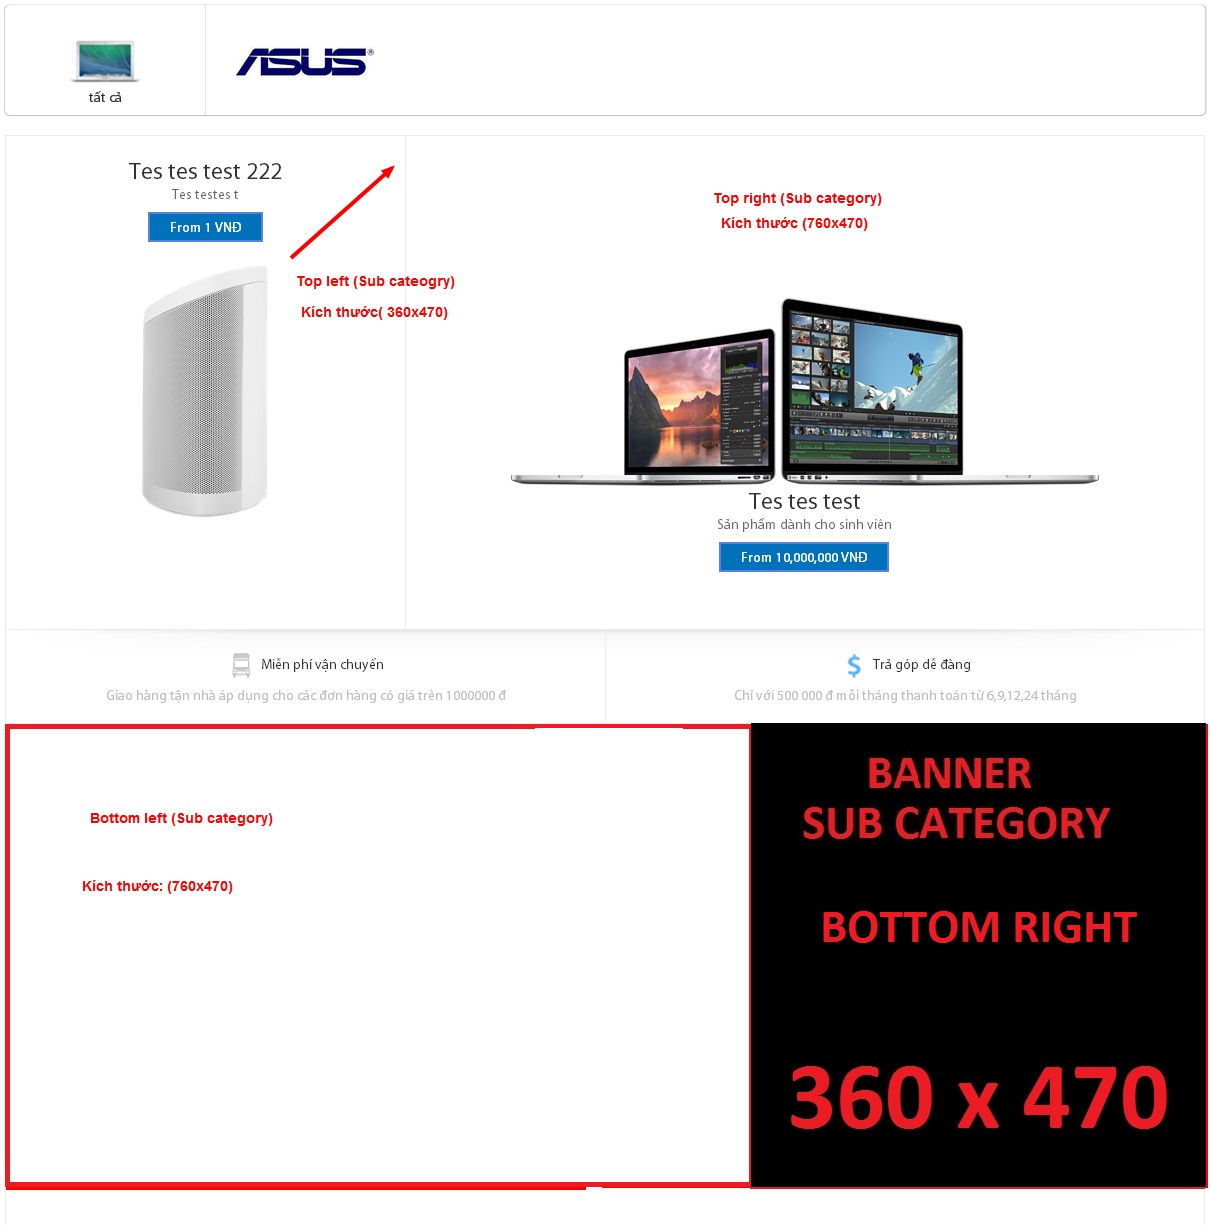 tất cả
ASUS®
Tes tes test 222
Tes testes t
From 1 VNĐ
Top left (Sub cateogry)
Kích thước( 360x470)
Top right (Sub category)
Kích thước (760x470)
Tes tes test
Sản phẩm dành cho sinh viên
From 10,000,000 VNĐ
Miễn phí vận chuyển
Giao hàng tận nhà áp dụng cho các đơn hàng có giá trên 1000000 đ
Trả góp dễ dàng
Chỉ với 500 000 đ mỗi tháng thanh toán từ 6,9,12,24 tháng
Bottom left (Sub category)
Kích thước: (760x470)
BANNER
SUB CATEGORY
BOTTOM RIGHT
360 x 470